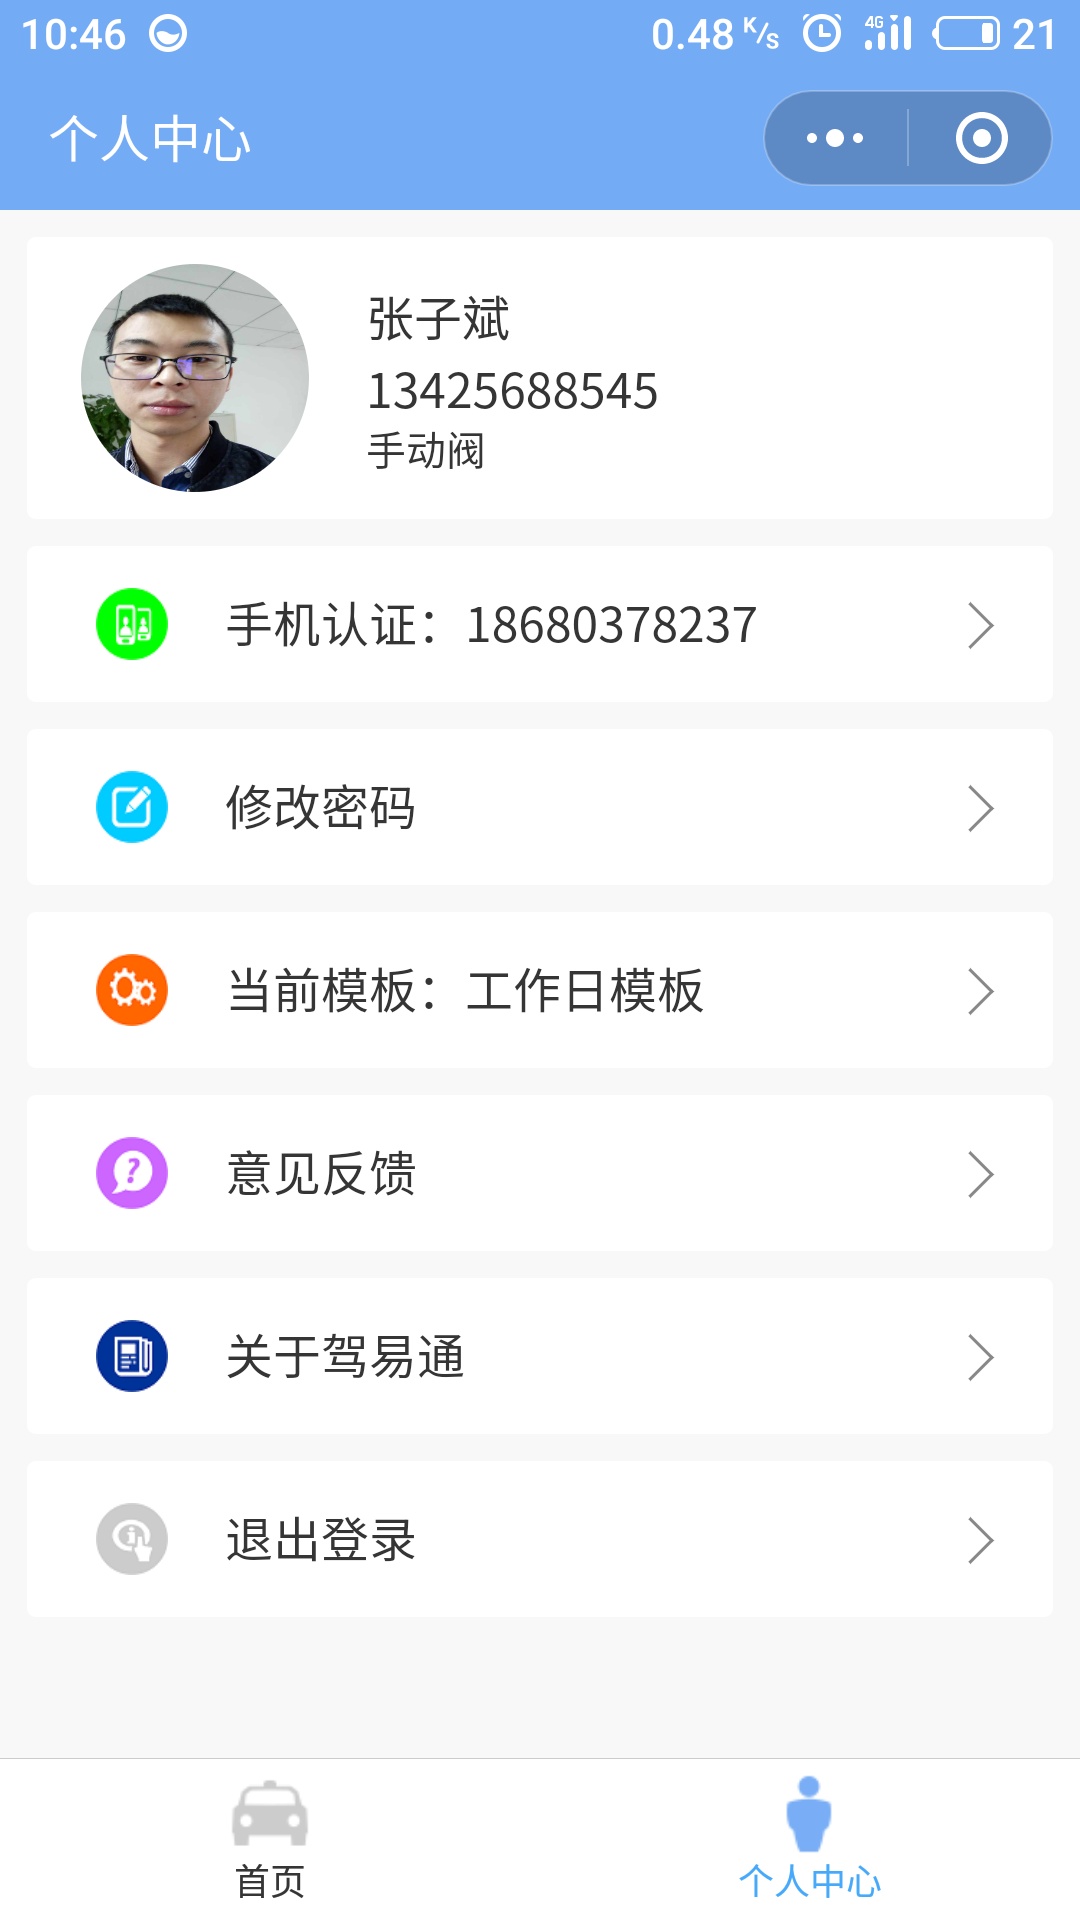 10:46 0.48 K/s 4G 21
个人中心
张子斌
13425688545
手动阀
手机认证：18680378237
修改密码
当前模板：工作日模板
意见反馈
关于驾易通
退出登录
首页 个人中心